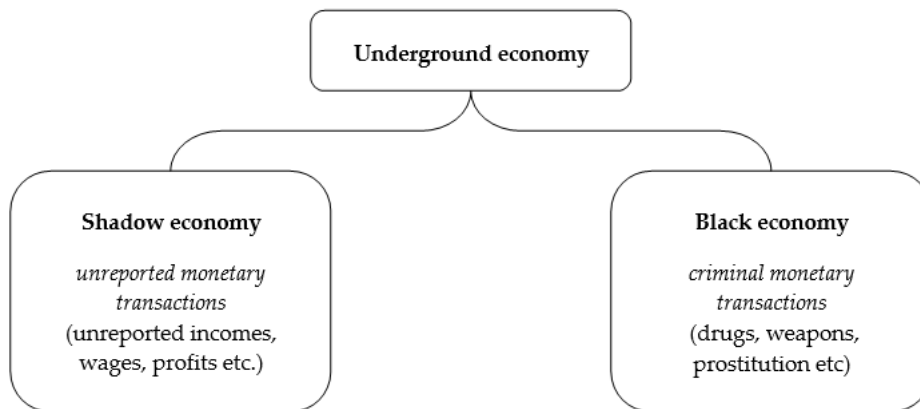 Underground economy
Shadow economy
unreported monetary
transactions
(unreported incomes,
wages, profits etc.)
Black economy
criminal monetary
transactions
(drugs, weapons,
prostitution etc)